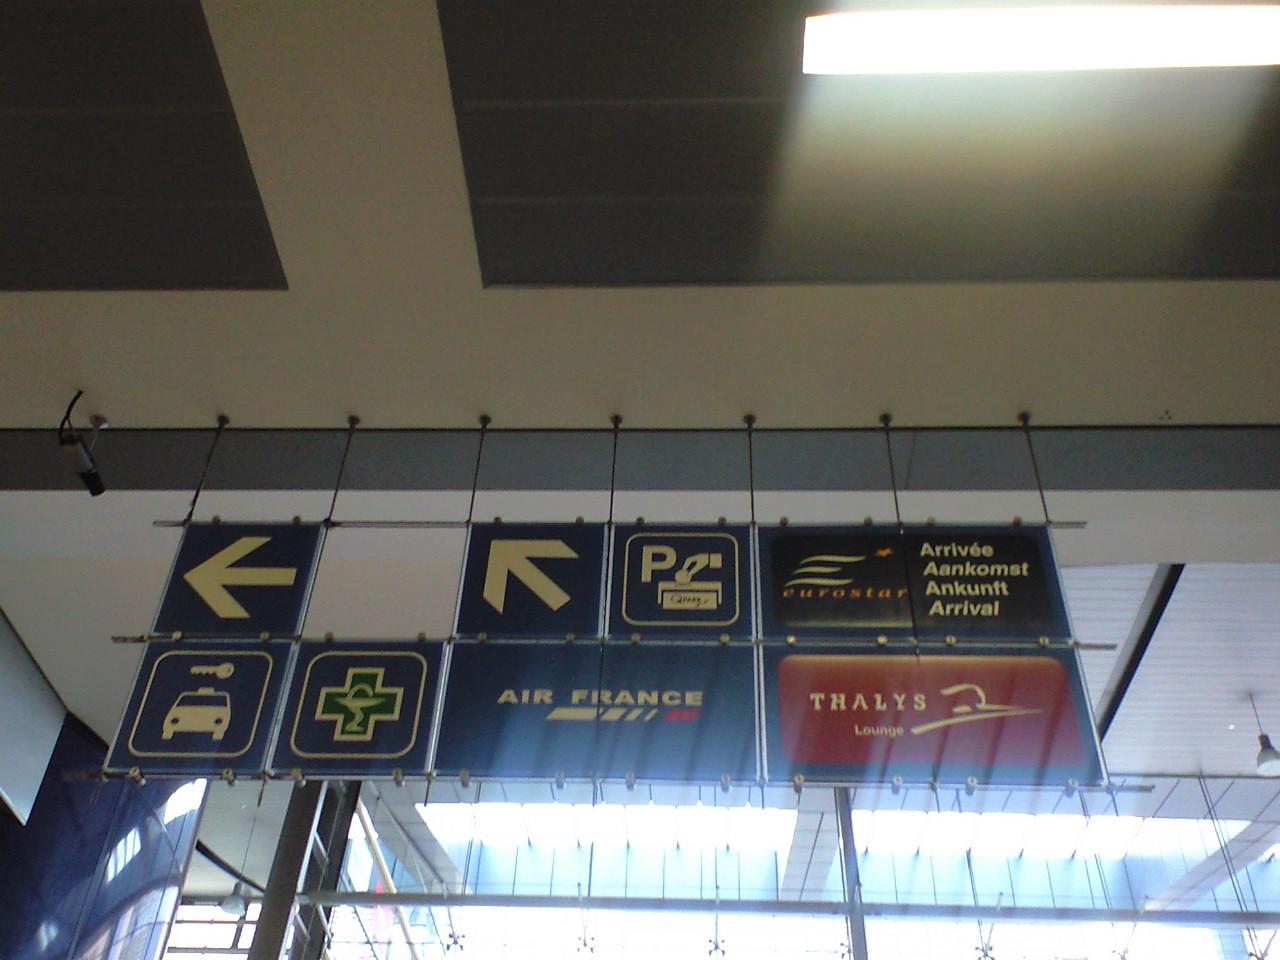 P
eurostar
Arrivée
Aankomst
Ankunft
Arrival
AIR FRANCE
THALYS
Lounge